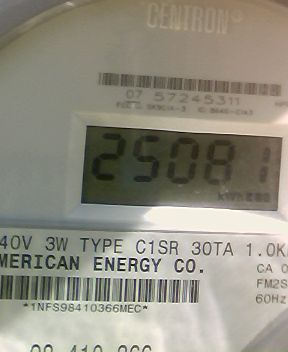 CENTRON®
07 57245311
25081
kWh
40V 3W TYPE C1SR 30TA 1.0K
MERICAN ENERGY CO.
CA 0
FM2S
60Hz
*1NFS98410366MEC*